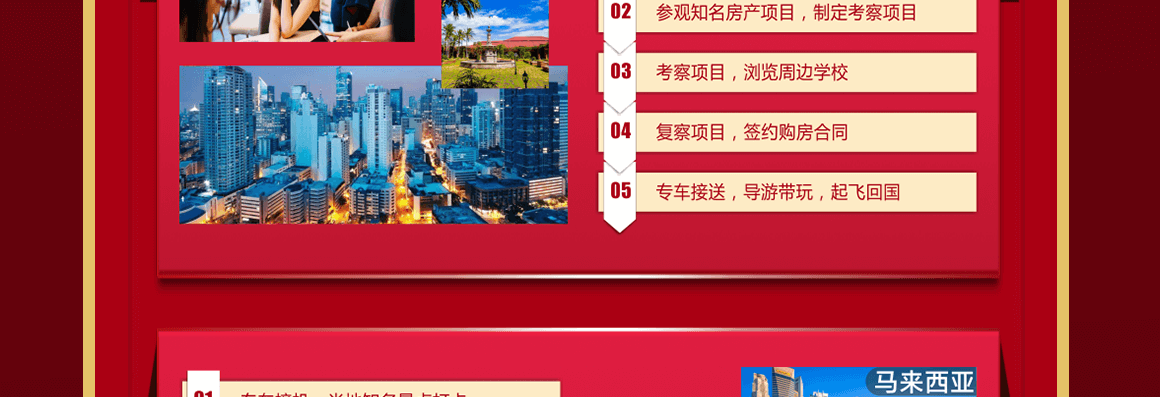 02 参观知名房产项目，制定考察项目
03 考察项目，浏览周边学校
04 复察项目，签约购房合同
05 专车接送，导游带玩，起飞回国
马来西亚
01